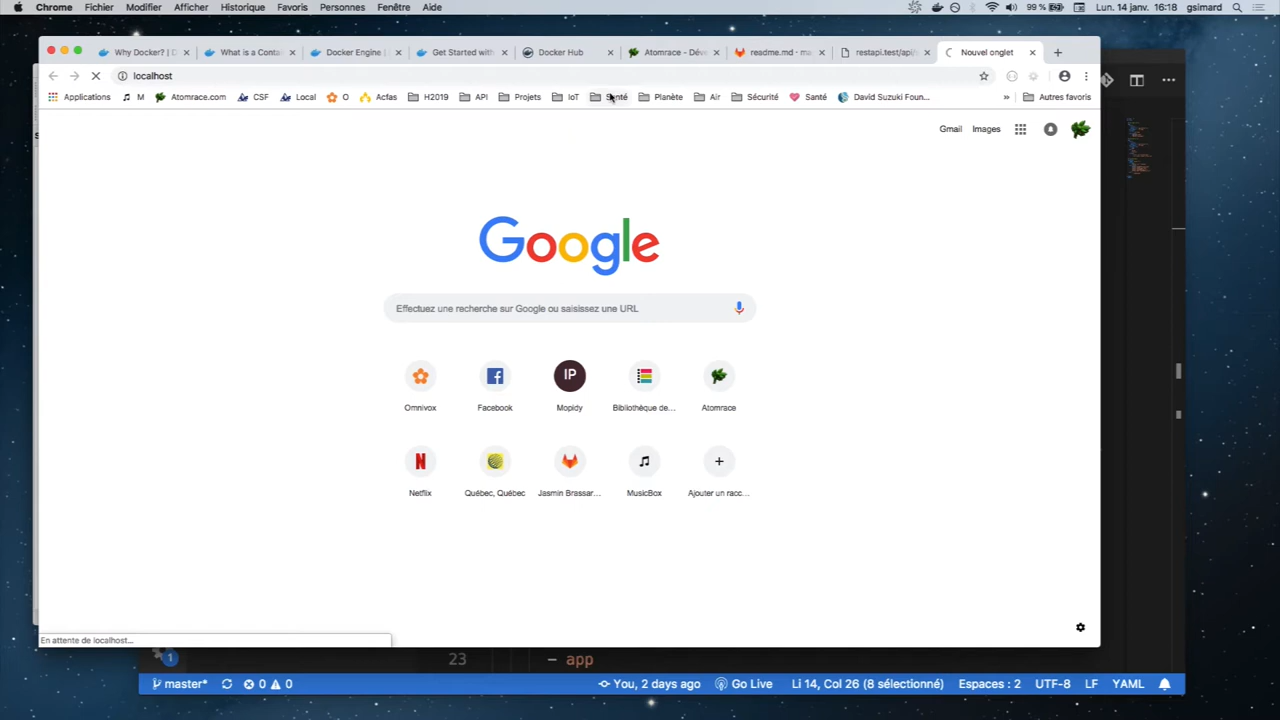 Chrome Fichier Modifier Afficher Historique Favoris Personnes Fenêtre Aide 99 % Lun. 14 janv. 16:18 gsimard
Why Docker? | D What is a Conta Docker Engine | Get Started with Docker Hub Atomrace - Déve readme.md - ma restapi.test/api/ Nouvel onglet
localhost
Applications M Atomrace.com CSF Local O Acfas H2019 API Projets IoT Santé Planète Air Sécurité Santé David Suzuki Foun... » Autres favoris
Gmail Images
Google
Effectuez une recherche sur Google ou saisissez une URL
IP
Omnivox Facebook Mopidy Bibliothèque de... Atomrace
N
Netflix Québec, Québec Jasmin Brassar... MusicBox Ajouter un racc...
En attente de localhost...
1 23 - app
master* 0 0 You, 2 days ago Go Live Li 14, Col 26 (8 sélectionné) Espaces : 2 UTF-8 LF YAML